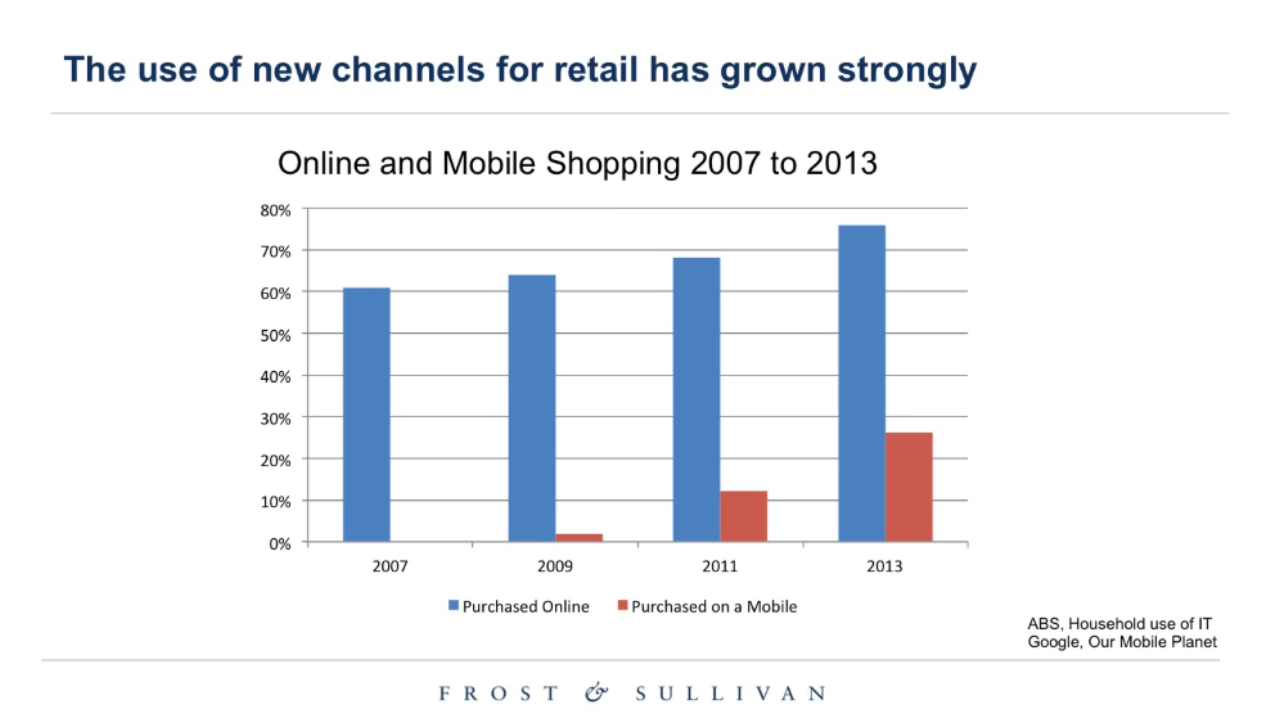 The use of new channels for retail has grown strongly
Online and Mobile Shopping 2007 to 2013
80%
70%
60%
50%
40%
30%
20%
10%
0%
2007 2009 2011 2013
Purchased Online Purchased on a Mobile
ABS, Household use of IT
Google, Our Mobile Planet
FROST & SULLIVAN